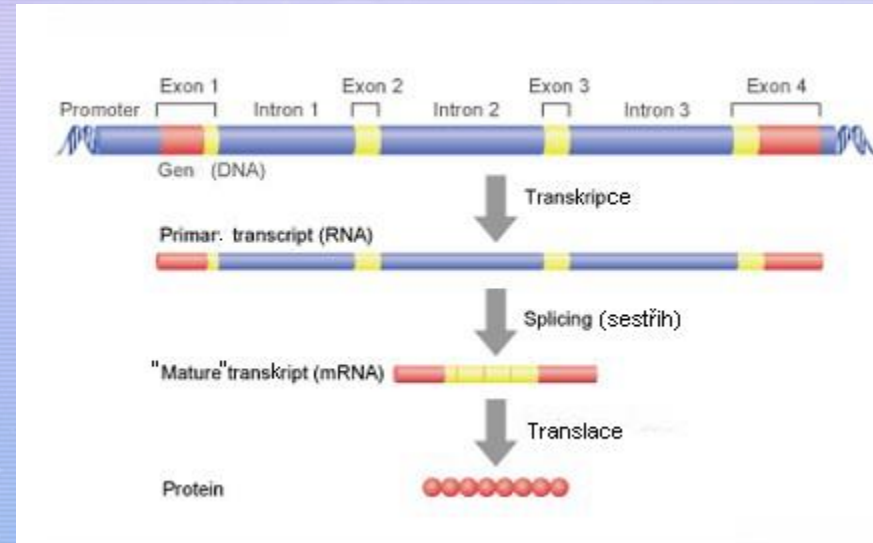 Exon 1 Exon 2 Exon 3 Exon 4
Promoter Intron 1 Intron 2 Intron 3
Gen (DNA)
Transkripce
Primar. transcript (RNA)
Splicing (sestřih)
"Mature"transkript (mRNA)
Translace
Protein